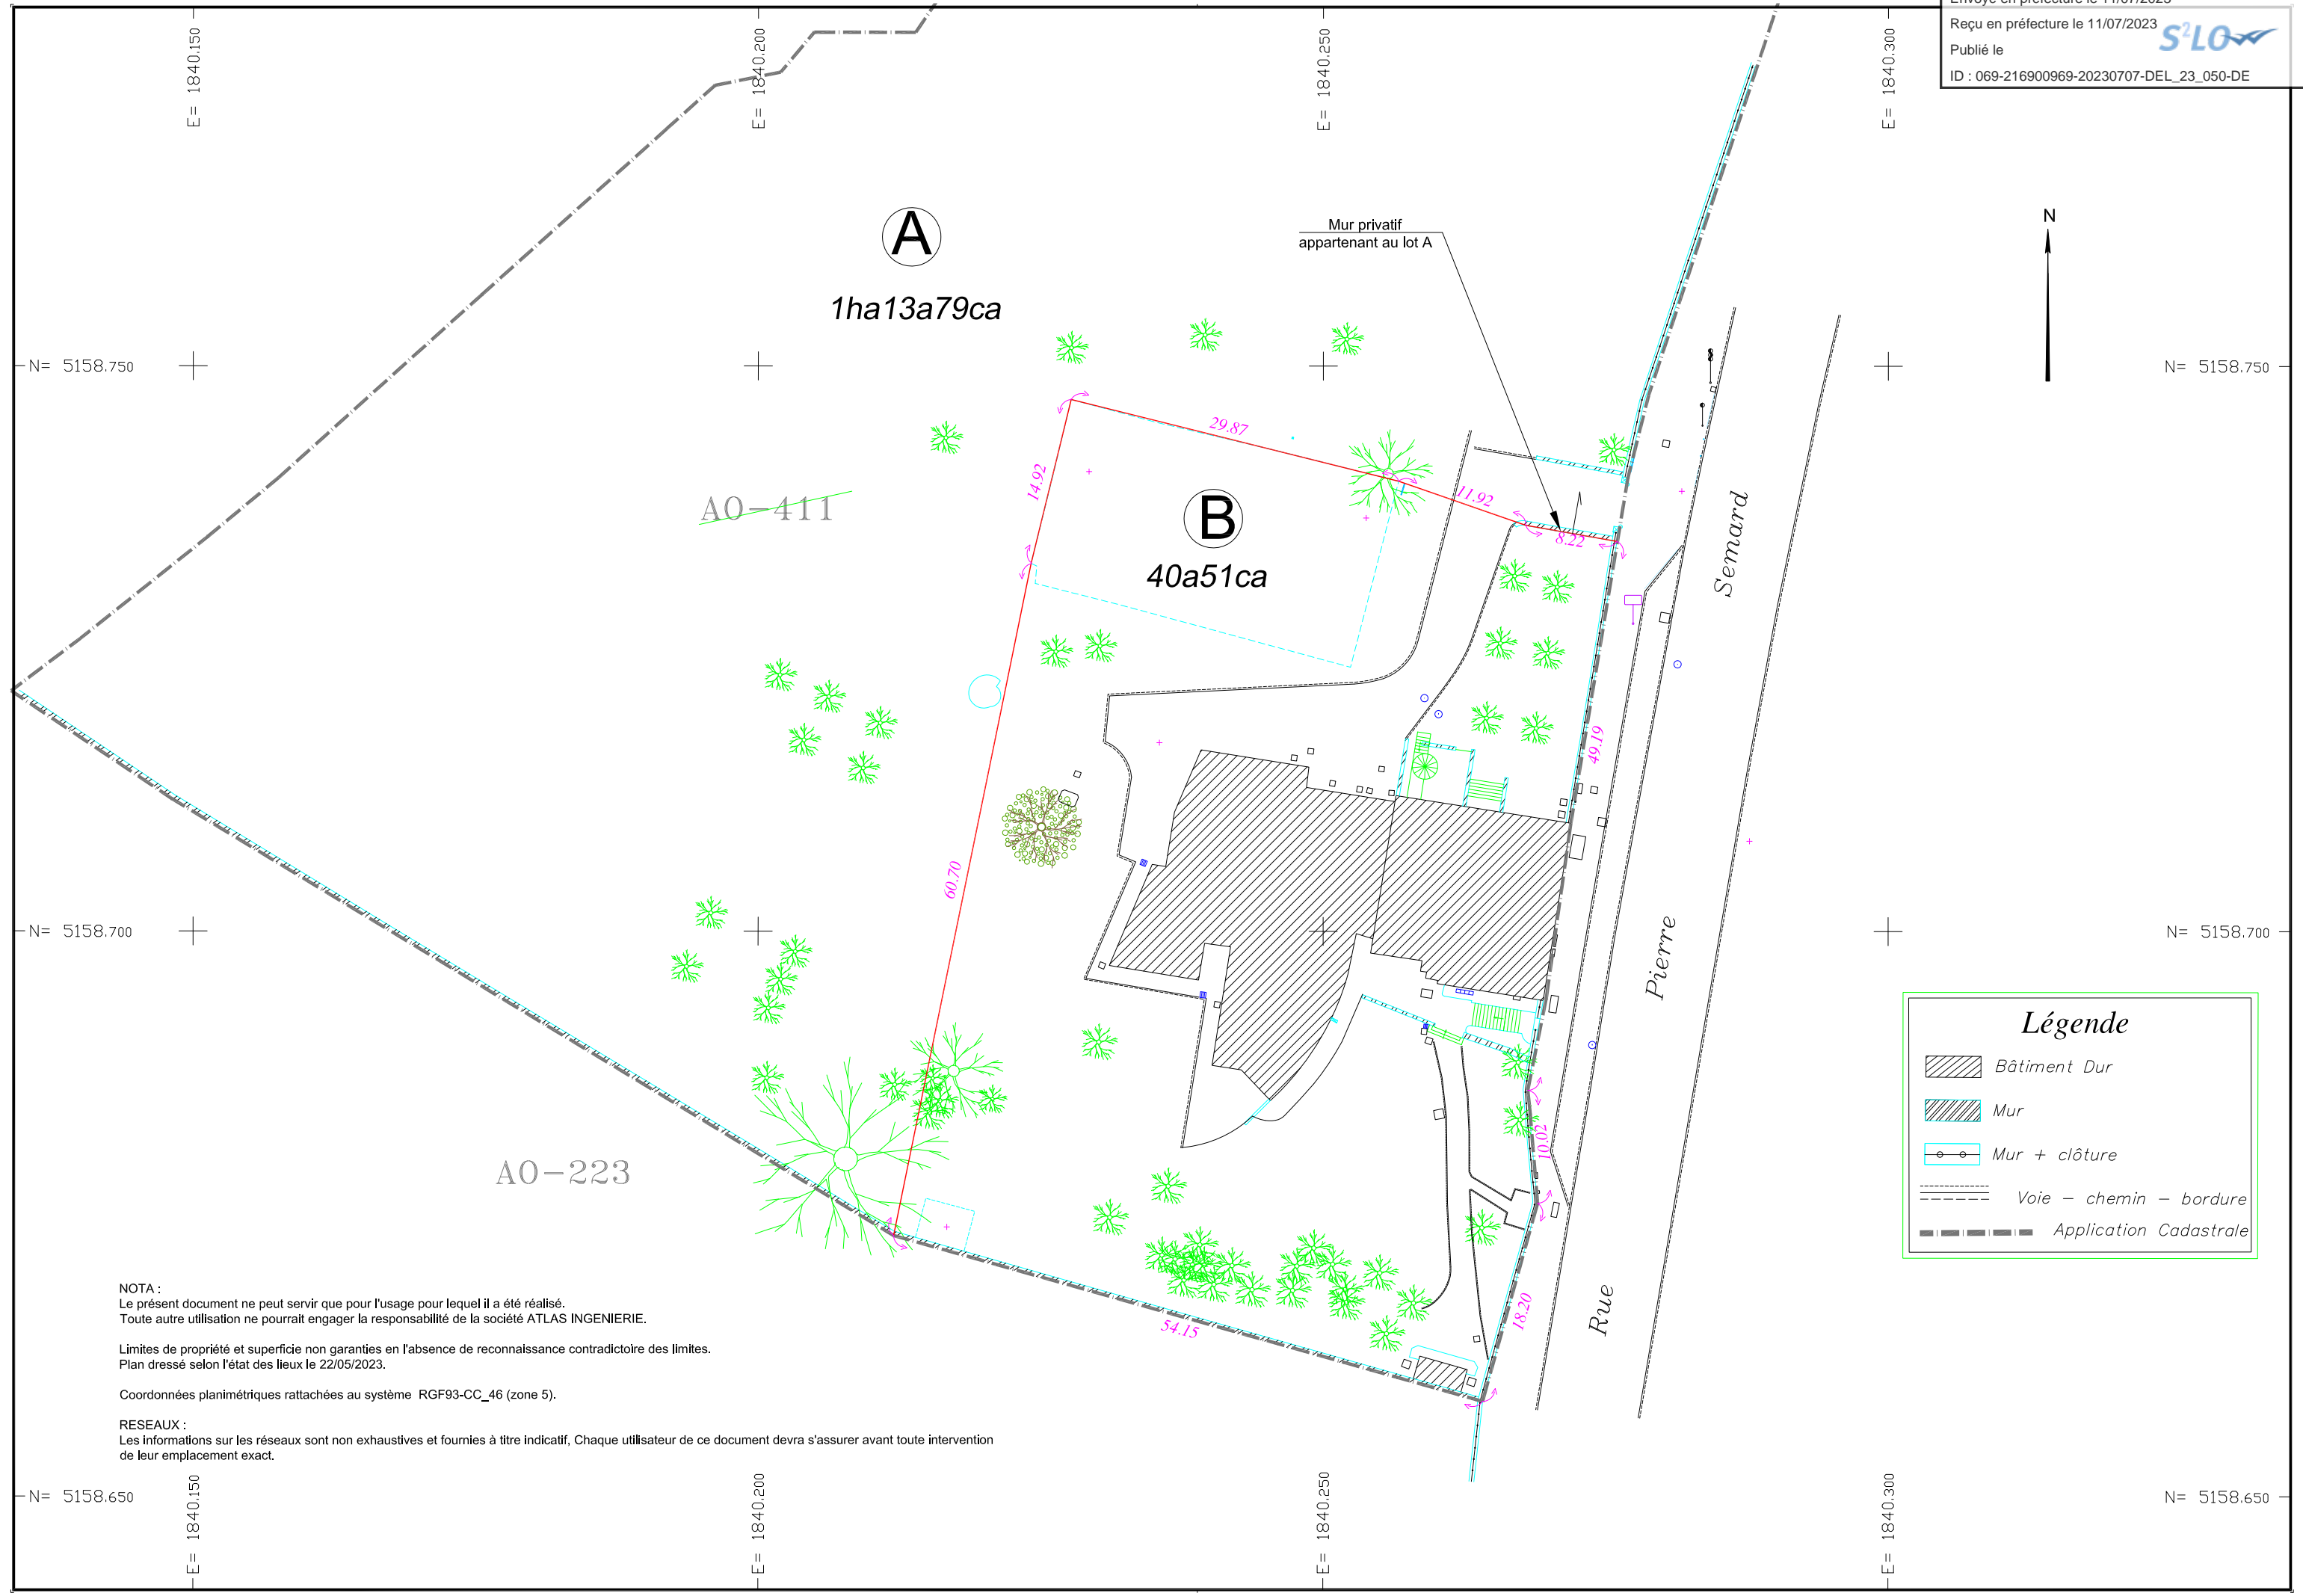 Envoyé en préfecture le 11/07/2023
Reçu en préfecture le 11/07/2023
Publié le
S²LO
ID : 069-216900969-20230707-DEL_23_050-DE
E= 1840.150
E= 1840.200
E= 1840.250
E= 1840.300
A
1ha13a79ca
Mur privatif
appartenant au lot A
N
N= 5158.750
N= 5158.750
29.87
14.92
11.92
8.22
AO-411
B
40a51ca
Semard
49.19
60.70
N= 5158.700
N= 5158.700
Pierre
Légende
Bâtiment Dur
Mur
Mur + clôture
Voie - chemin - bordure
Application Cadastrale
10.02
AO-223
18.20
Rue
54.15
NOTA :
Le présent document ne peut servir que pour l'usage pour lequel il a été réalisé.
Toute autre utilisation ne pourrait engager la responsabilité de la société ATLAS INGENIERIE.
Limites de propriété et superficie non garanties en l'absence de reconnaissance contradictoire des limites.
Plan dressé selon l'état des lieux le 22/05/2023.
Coordonnées planimétriques rattachées au système RGF93-CC_46 (zone 5).
RESEAUX :
Les informations sur les réseaux sont non exhaustives et fournies à titre indicatif, Chaque utilisateur de ce document devra s'assurer avant toute intervention
de leur emplacement exact.
N= 5158.650
N= 5158.650
E= 1840.150
E= 1840.200
E= 1840.250
E= 1840.300